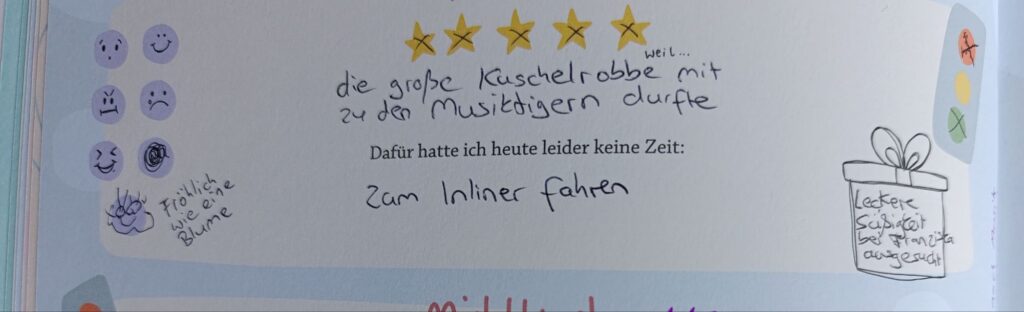 weil...
die große Kuschelrobbe mit
zu den Musiktigern durfte
Dafür hatte ich heute leider keine Zeit:
Zum Inliner fahren
Fröhlich
wie eine
Blume
Leckere
Süßigkeit
bei Franziska
ausgesucht